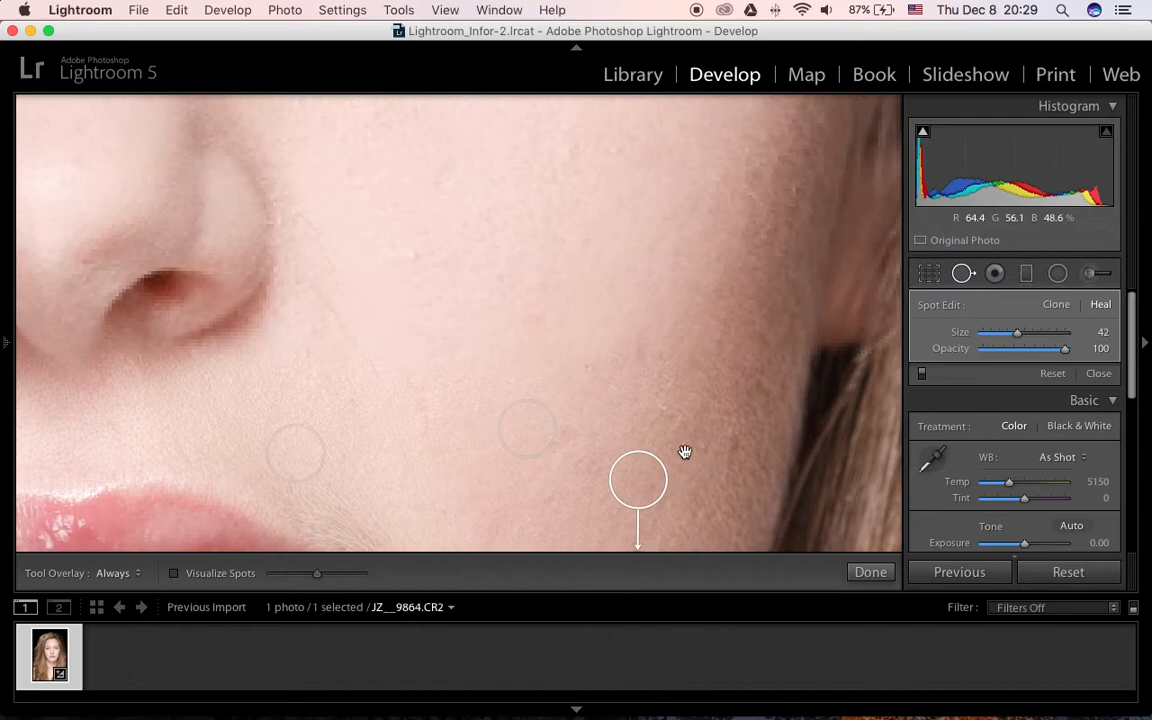 Lightroom File Edit Develop Photo Settings Tools View Window Help 87% Thu Dec 8 20:29
Lightroom_Infor-2.lrcat - Adobe Photoshop Lightroom - Develop
Lr Adobe Photoshop
Lightroom 5
Library Develop Map Book Slideshow Print Web
Histogram
R 64.4 G 56.1 B 48.6 %
Original Photo
Spot Edit : Clone Heal
Size 42
Opacity 100
Reset Close
Basic
Treatment : Color Black & White
WB: As Shot
Temp 5150
Tint 0
Tone Auto
Exposure 0.00
Tool Overlay: Always Visualize Spots Done Previous Reset
1 2 Previous Import 1 photo / 1 selected / JZ__9864.CR2 Filter : Filters Off